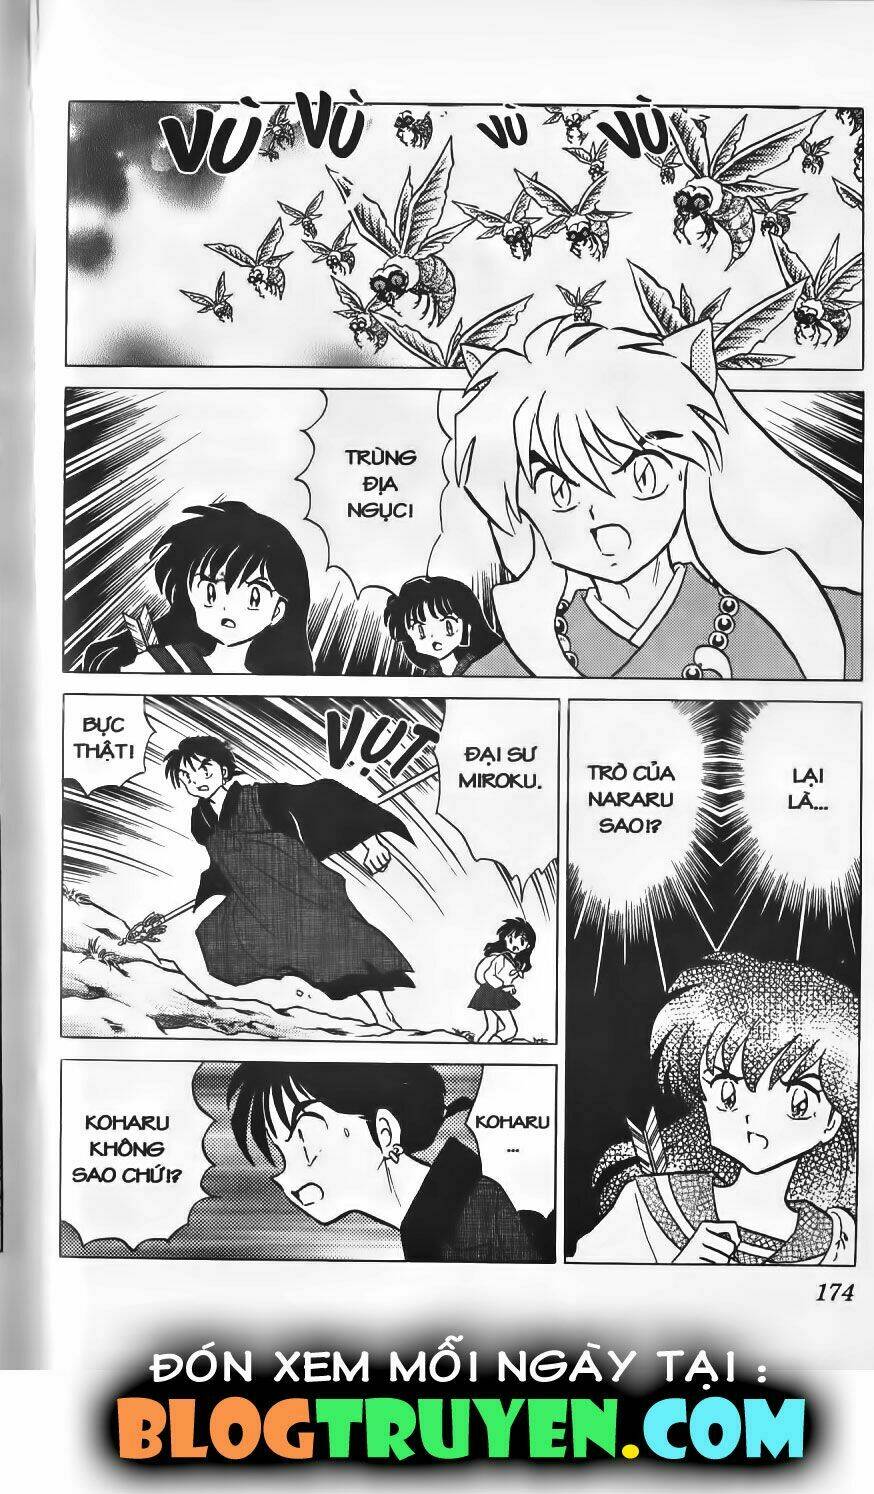 VÙ
VÙ
VÙ
VÙ
TRÙNG
ĐỊA
NGỤC!
LẠI
LÀ...
TRÒ CỦA
NARARU
SAO!?
ĐẠI SƯ
MIROKU.
VỤT
BỰC
THẬT!
KOHARU
...
KOHARU
KHÔNG
SAO CHỨ!?
174
ĐÓN XEM MỖI NGÀY TẠI :
BLOGTRUYEN.COM